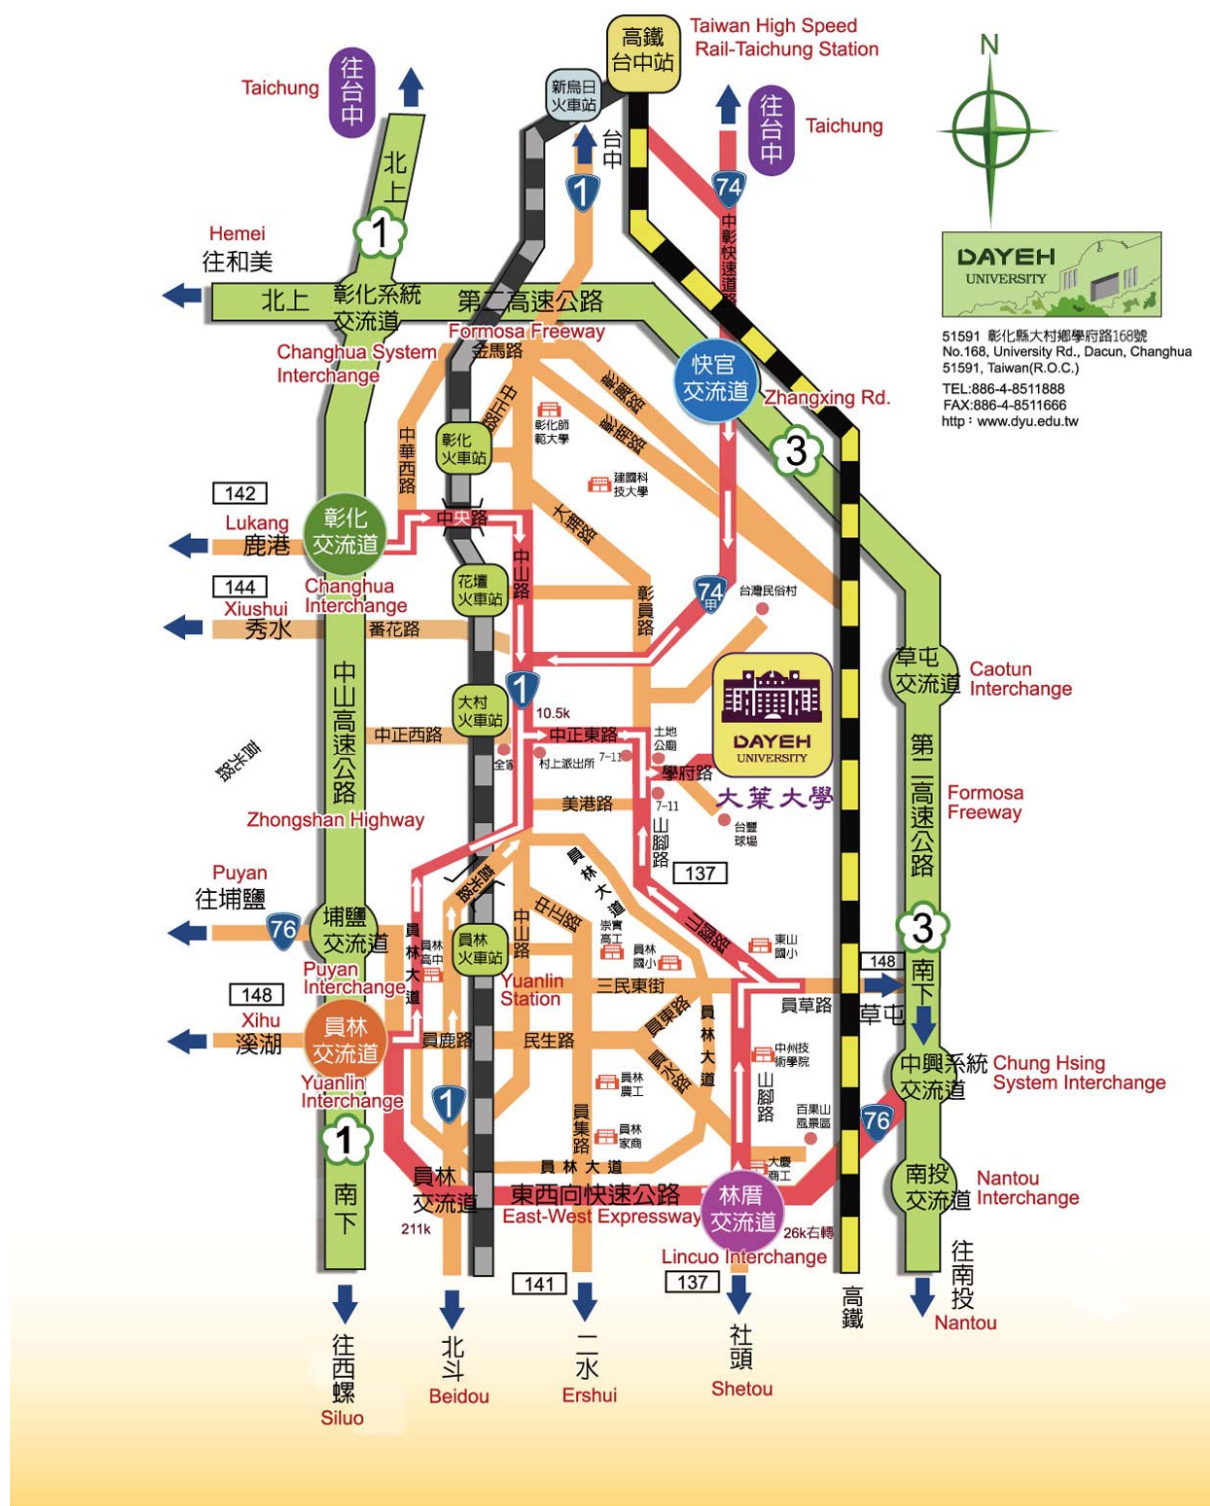 Taiwan High Speed
Rail-Taichung Station
高鐵
台中站
新烏日
火車站
往台中
Taichung
台中
1
74
往台中
Taichung
N
DAYEH
UNIVERSITY
51591 彰化縣大村鄉學府路168號
No.168, University Rd., Dacun, Changhua
51591, Taiwan(R.O.C.)
TEL:886-4-8511888
FAX:886-4-8511666
http：www.dyu.edu.tw
北上
1
中彰快速道路
Hemei
往和美
北上
彰化系統
交流道
第二高速公路
Formosa Freeway
Changhua System
Interchange
金馬路
中正路
彰化師
範大學
彰南路
快官
交流道
Zhangxing Rd.
3
中華西路
彰化
火車站
建國科
技大學
大埔路
142
Lukang
鹿港
彰化
交流道
Changhua
Interchange
中央路
中山路
花壇
火車站
彰員路
74
甲
台灣民俗村
144
Xiushui
秀水
番花路
1
10.5k
草屯
交流道
Caotun
Interchange
大村
火車站
中正西路
全家
中正東路
村上派出所
7-11
土地
公廟
學府路
7-11
DAYEH
UNIVERSITY
大葉大學
中山高速公路
Zhongshan Highway
美港路
山腳路
台豐
球場
137
第二高速公路
Formosa
Freeway
員林大道
Puyan
往埔鹽
76
埔鹽
交流道
Puyan
Interchange
員林大道
員林
高中
員林
火車站
Yuanlin
Station
中山路
中正路
崇實
高工
員林
國小
山腳路
東山
國小
148
3
南下
草屯
148
Xihu
溪湖
員林
交流道
Yuanlin
Interchange
三民東街
員草路
員鹿路
民生路
員東路
員水路
員林大道
中州技
術學院
山腳路
中興系統
交流道
Chung Hsing
System Interchange
1
員林
農工
員集路
員林
家商
百果山
風景區
76
1
南下
員林大道
大慶
商工
員林
交流道
211k
東西向快速公路
East-West Expressway
林厝
交流道
26k右轉
Lincuo Interchange
南投
交流道
Nantou
Interchange
141
137
高鐵
往南投
Nantou
往西螺
Siluo
北斗
Beidou
二水
Ershui
社頭
Shetou